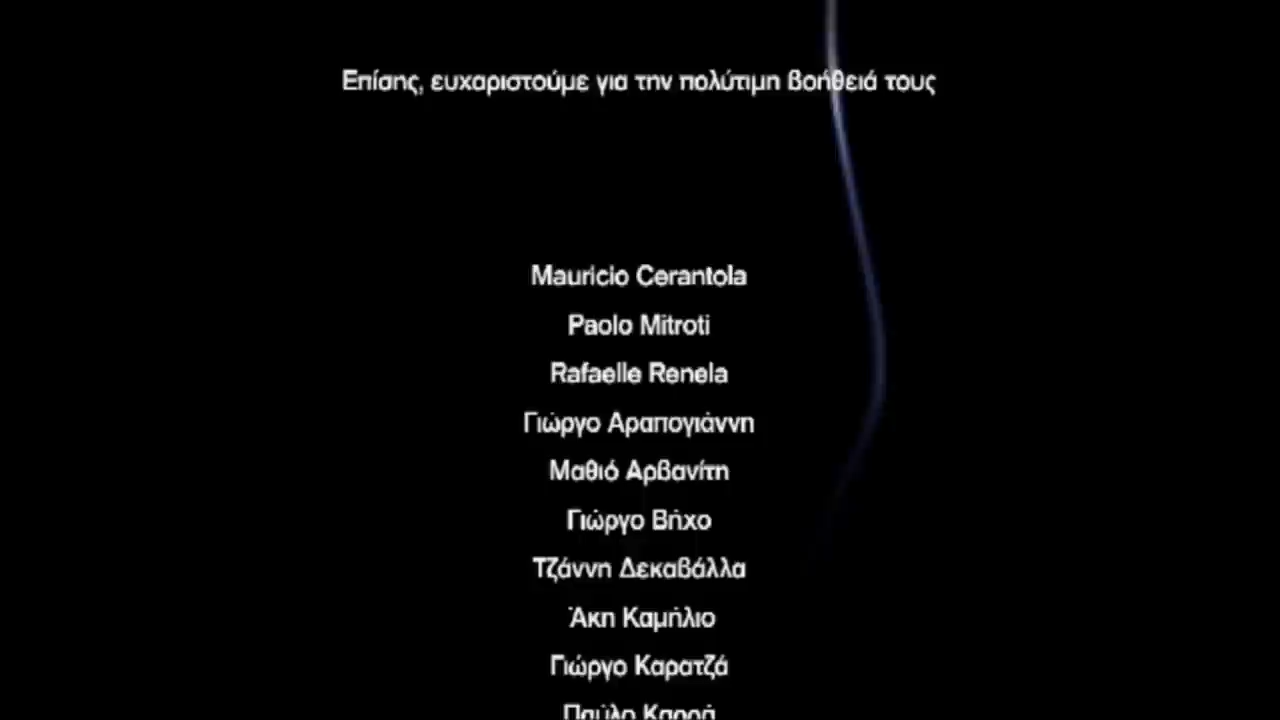 Επίσης, ευχαριστούμε για την πολύτιμη βοήθειά τους
Mauricio Cerantola
Paolo Mitroti
Rafaelle Renela
Γιώργο Αραπογιάννη
Μαθιό Αρβανίτη
Γιώργο Βήχο
Τζάννη Δεκαβάλλα
Άκη Καμήλιο
Γιώργο Καρατζά
Παύλο